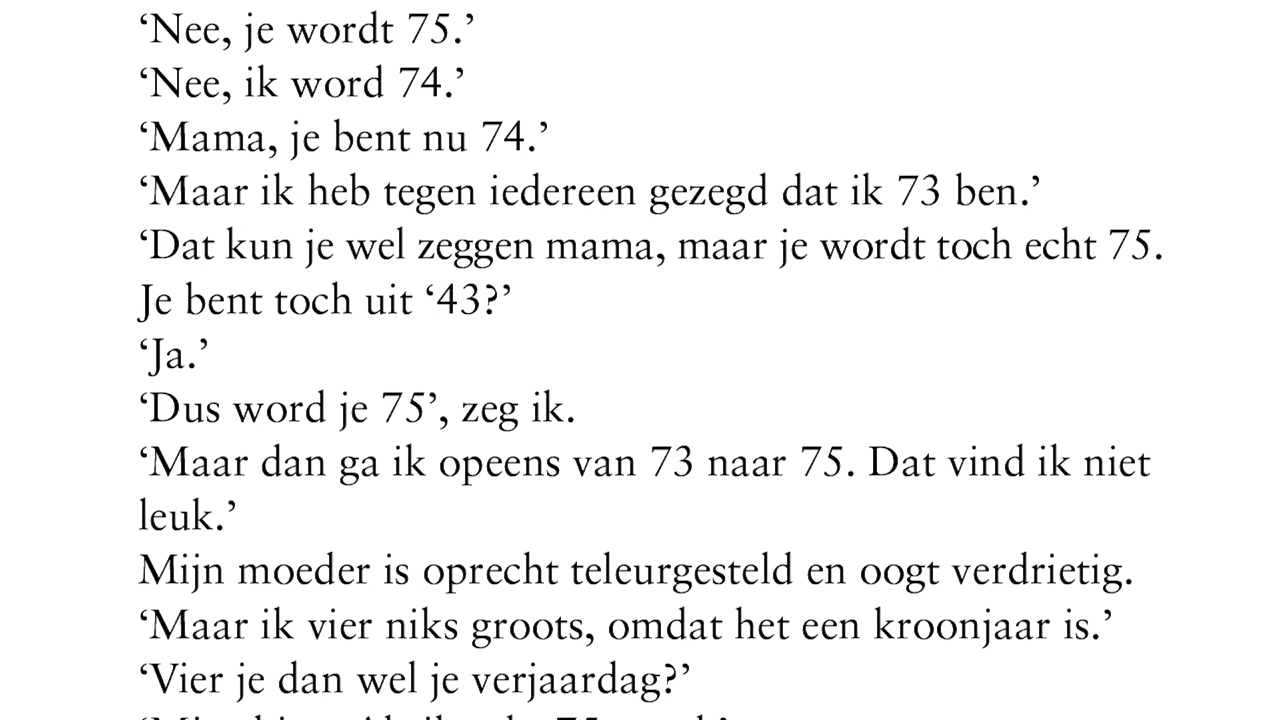 ‘Nee, je wordt 75.’
‘Nee, ik word 74.’
‘Mama, je bent nu 74.’
‘Maar ik heb tegen iedereen gezegd dat ik 73 ben.’
‘Dat kun je wel zeggen mama, maar je wordt toch echt 75.
Je bent toch uit ‘43?’
‘Ja.’
‘Dus word je 75’, zeg ik.
‘Maar dan ga ik opeens van 73 naar 75. Dat vind ik niet
leuk.’
Mijn moeder is oprecht teleurgesteld en oogt verdrietig.
‘Maar ik vier niks groots, omdat het een kroonjaar is.’
‘Vier je dan wel je verjaardag?’